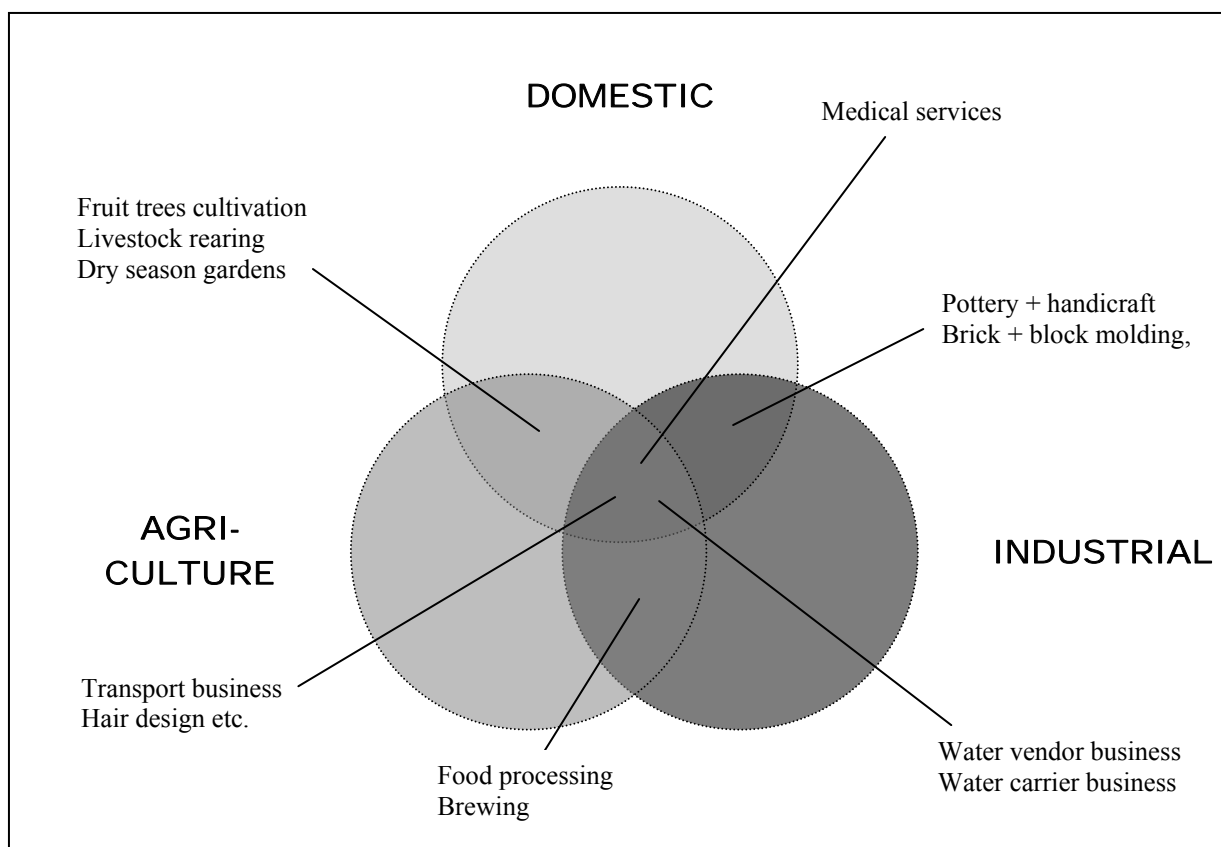 DOMESTIC
Medical services
Fruit trees cultivation
Livestock rearing
Dry season gardens
Pottery + handicraft
Brick + block molding,
AGRI-
CULTURE
INDUSTRIAL
Transport business
Hair design etc.
Food processing
Brewing
Water vendor business
Water carrier business